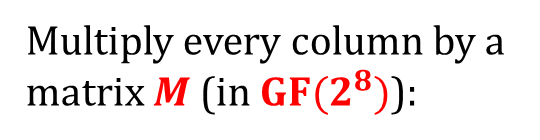 Multiply every column by a
matrix M (in GF(2⁸)):